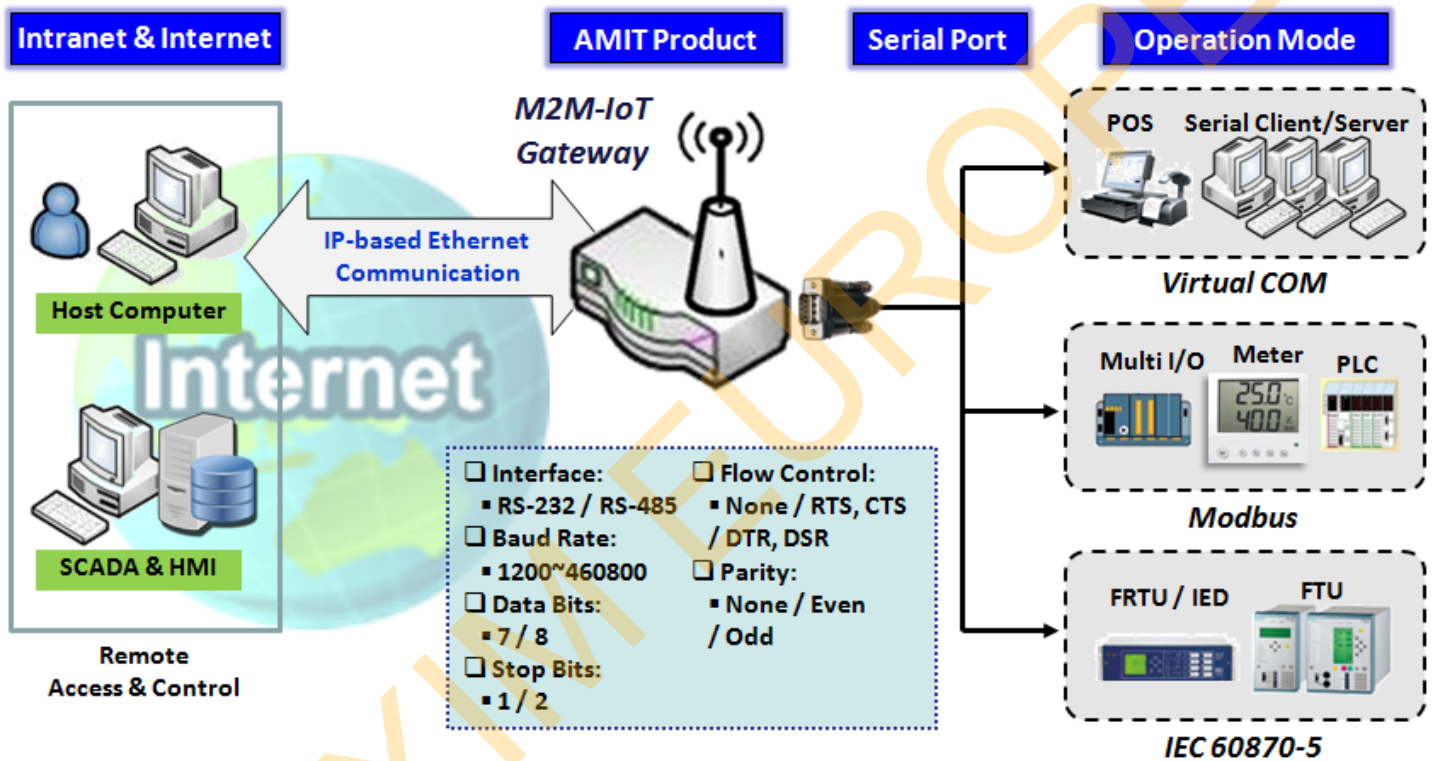 Intranet & Internet
AMIT Product
Serial Port
Operation Mode
M2M-IoT
Gateway
IP-based Ethernet
Communication
Host Computer
Internet
SCADA & HMI
Remote
Access & Control
❑ Interface:
▪ RS-232 / RS-485
❑ Baud Rate:
▪ 1200~460800
❑ Data Bits:
▪ 7 / 8
❑ Stop Bits:
▪ 1 / 2
❑ Flow Control:
▪ None / RTS, CTS
/ DTR, DSR
❑ Parity:
▪ None / Even
/ Odd
POS
Serial Client/Server
Virtual COM
Multi I/O
Meter
PLC
25.0 °c
40.0
Modbus
FRTU / IED
FTU
IEC 60870-5
YIM EUROPE